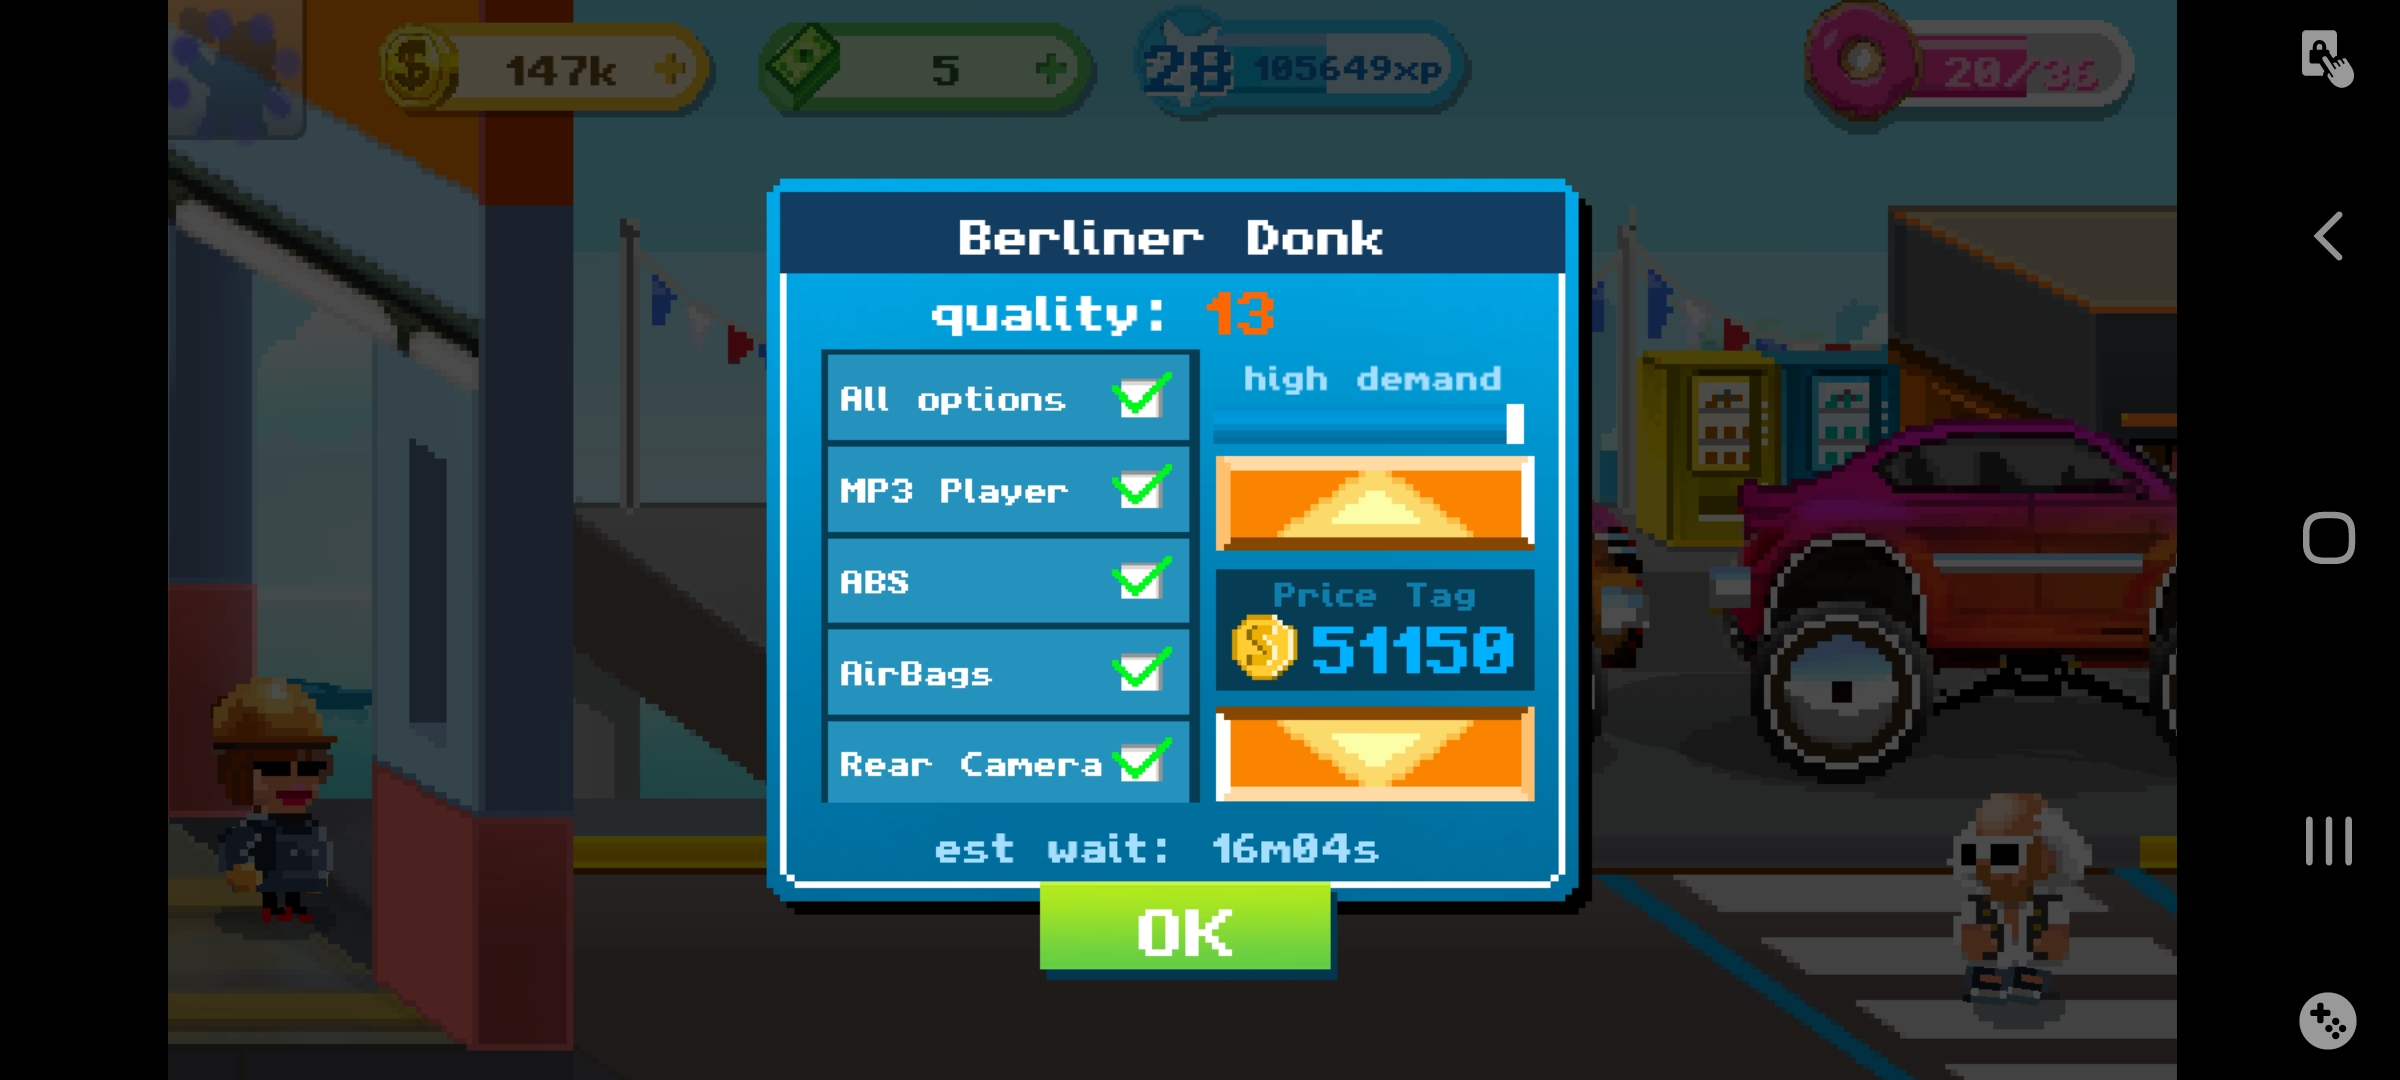 147k
5
28 105649xp
20/36
Berliner Donk
quality: 13
All options
MP3 Player
ABS
AirBags
Rear Camera
high demand
Price Tag
51150
est wait: 16m04s
OK